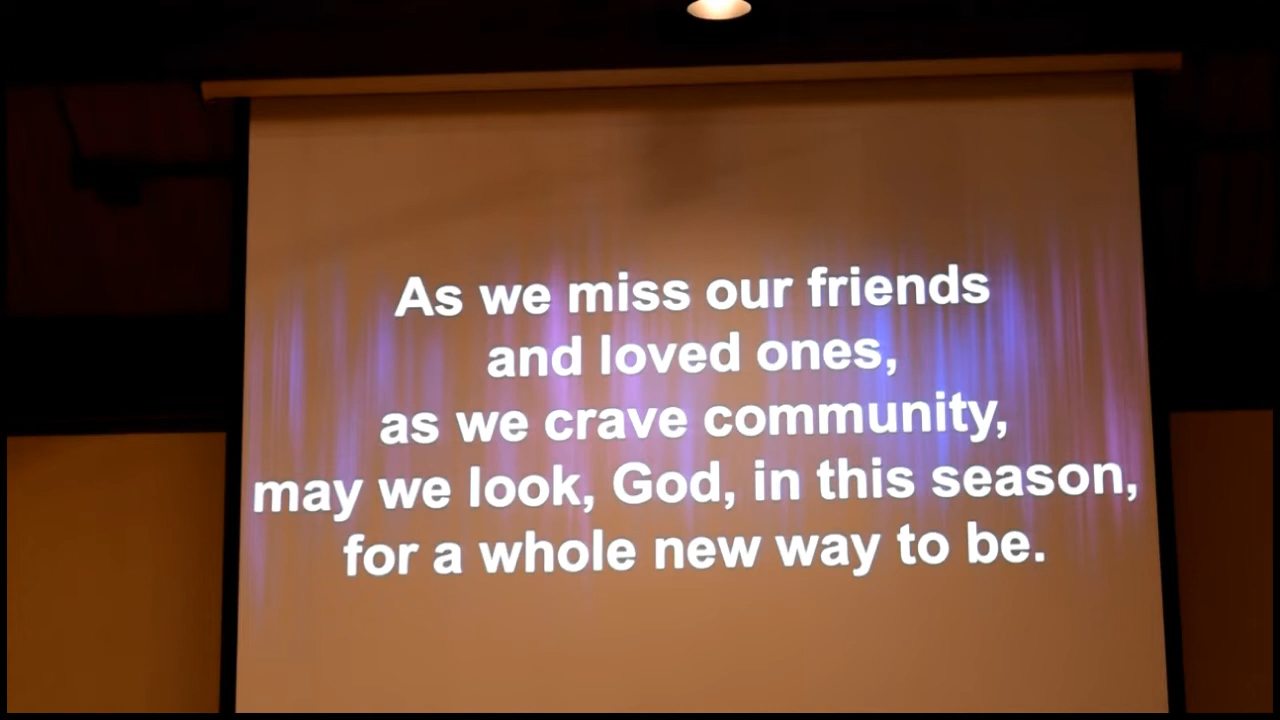 As we miss our friends
and loved ones,
as we crave community,
may we look, God, in this season,
for a whole new way to be.